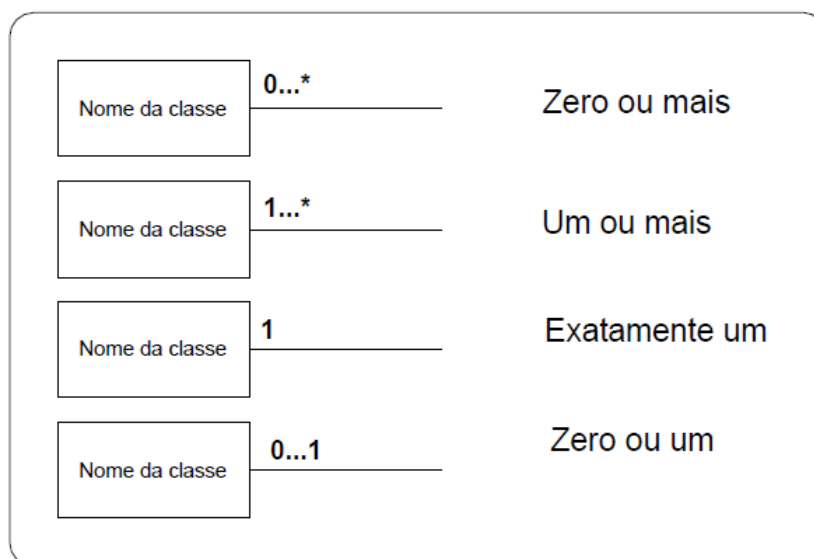 0...*
Nome da classe
Zero ou mais
1...*
Nome da classe
Um ou mais
1
Nome da classe
Exatamente um
0...1
Nome da classe
Zero ou um